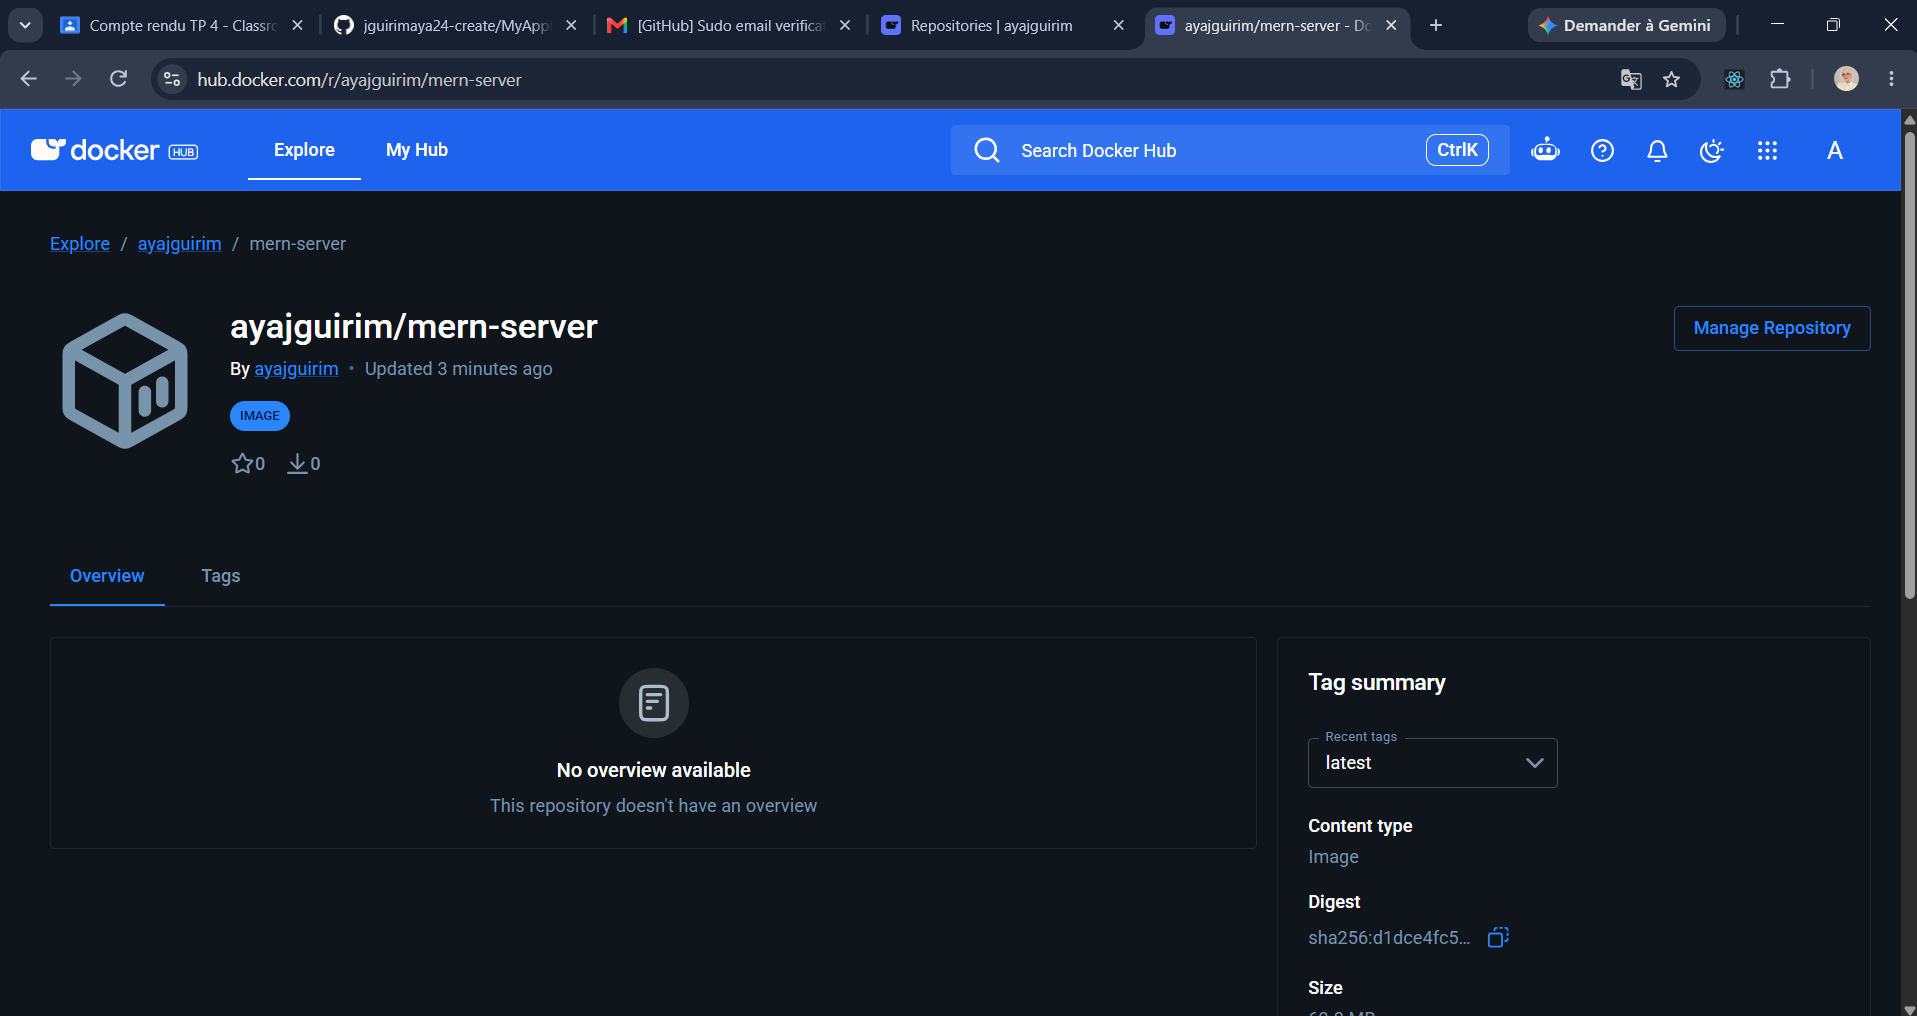 Compte rendu TP 4 - Classro
jguirimaya24-create/MyAppl
[GitHub] Sudo email verifica
Repositories | ayajguirim
ayajguirim/mern-server - Do
Demander à Gemini
hub.docker.com/r/ayajguirim/mern-server
docker HUB
Explore
My Hub
Search Docker Hub
CtrlK
A
Explore / ayajguirim / mern-server
ayajguirim/mern-server
Manage Repository
By ayajguirim • Updated 3 minutes ago
IMAGE
0
0
Overview
Tags
No overview available
This repository doesn't have an overview
Tag summary
Recent tags
latest
Content type
Image
Digest
sha256:d1dce4fc5...
Size